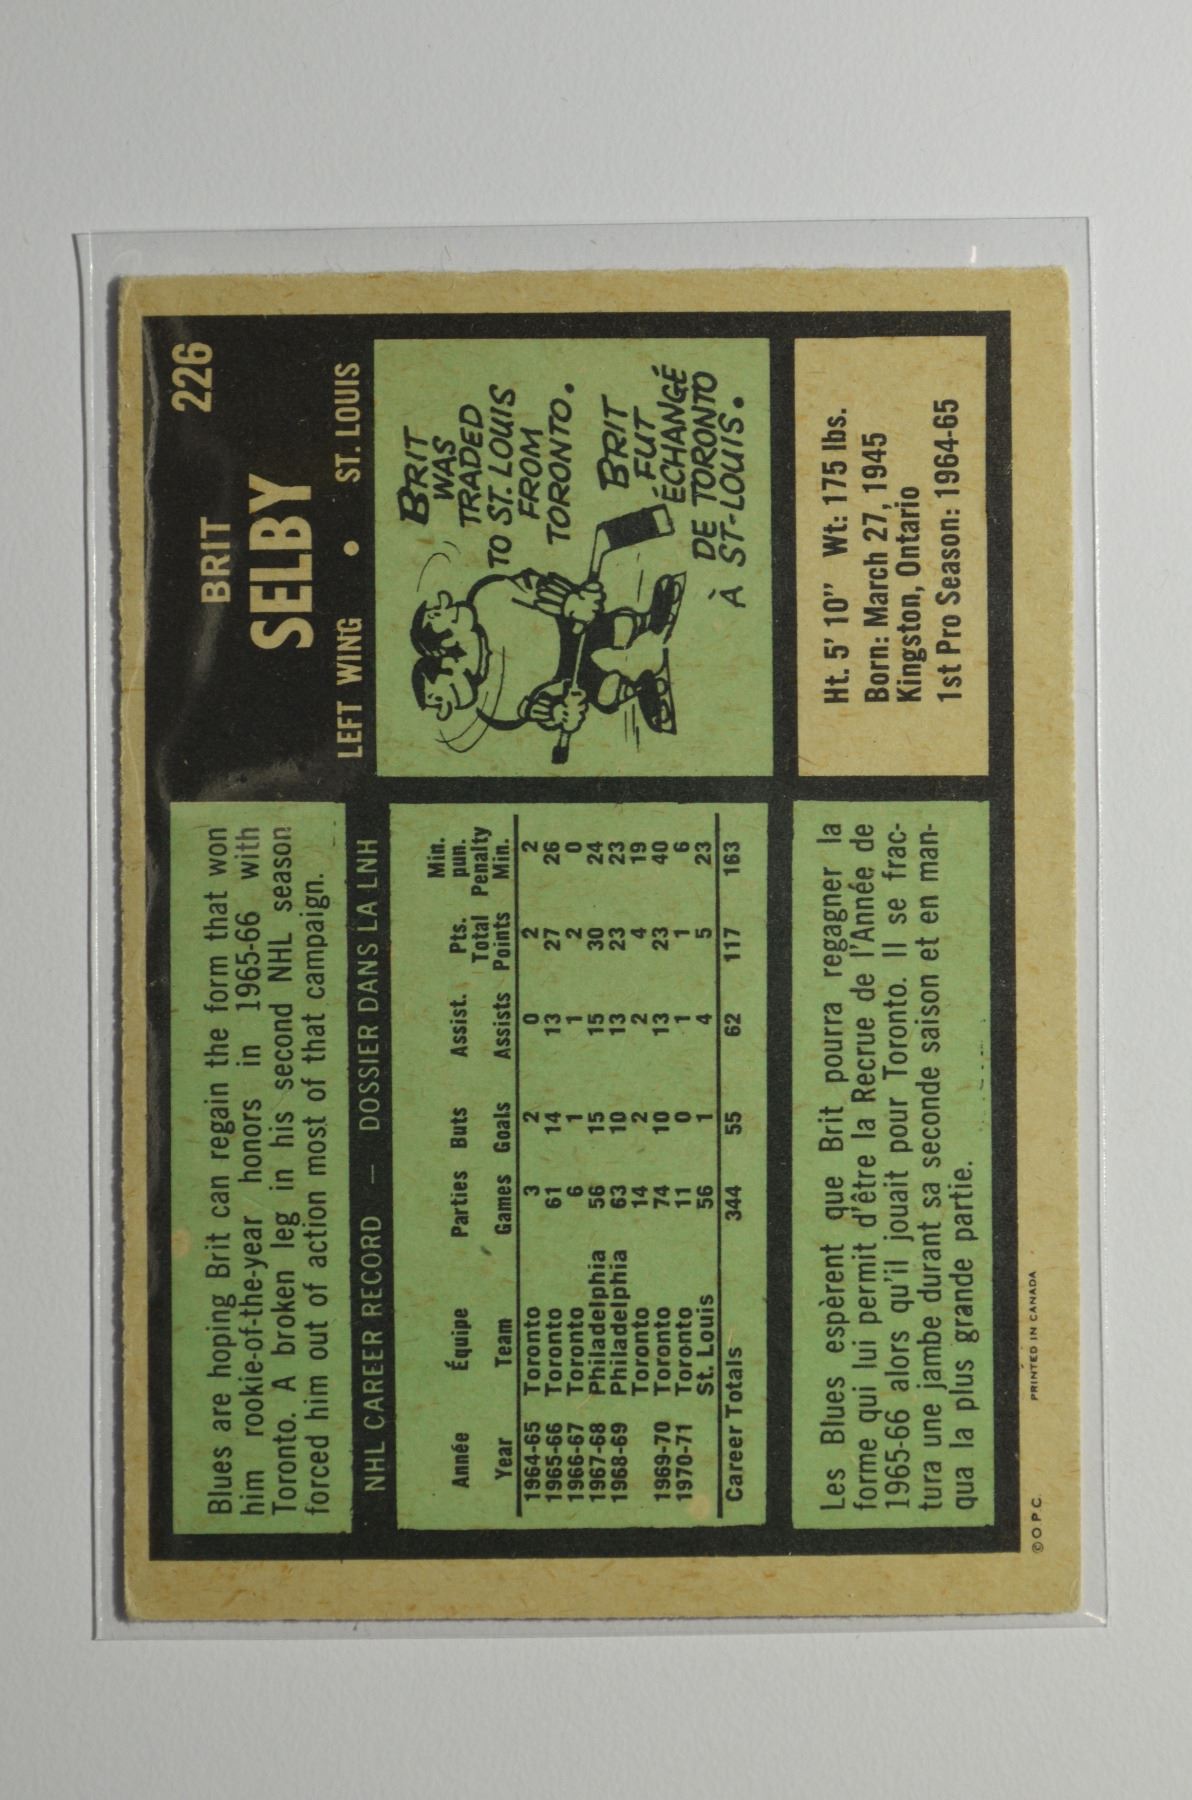 Blues are hoping Brit can regain the form that won
him rookie-of-the-year honors in 1965-66 with
Toronto. A broken leg in his second NHL season
forced him out of action most of that campaign.
226
BRIT
SELBY
LEFT WING • ST. LOUIS
NHL CAREER RECORD — DOSSIER DANS LA LNH
Année Équipe Parties Buts Assist. Pts. Total Min. pun. Penalty
Year Team Games Goals Assists Points Min.
1964-65 Toronto 3 2 0 2 2
1965-66 Toronto 61 14 13 27 26
1966-67 Toronto 6 1 1 2 0
1967-68 Philadelphia 56 15 15 30 24
1968-69 Philadelphia 63 10 13 23 23
Toronto 14 2 2 4 19
1969-70 Toronto 74 10 13 23 40
1970-71 Toronto 11 0 1 1 6
St. Louis 56 1 4 5 23
Career Totals 344 55 62 117 163
BRIT
WAS
TRADED
TO ST. LOUIS
FROM
TORONTO.
BRIT
FUT
ÉCHANGÉ
DE TORONTO
À ST-LOUIS.
Les Blues espèrent que Brit pourra regagner la
forme qui lui permit d'être la Recrue de l'Année de
1965-66 alors qu'il jouait pour Toronto. Il se frac-
tura une jambe durant sa seconde saison et en man-
qua la plus grande partie.
Ht. 5' 10" Wt: 175 lbs.
Born: March 27, 1945
Kingston, Ontario
1st Pro Season: 1964-65
© O.P.C. PRINTED IN CANADA